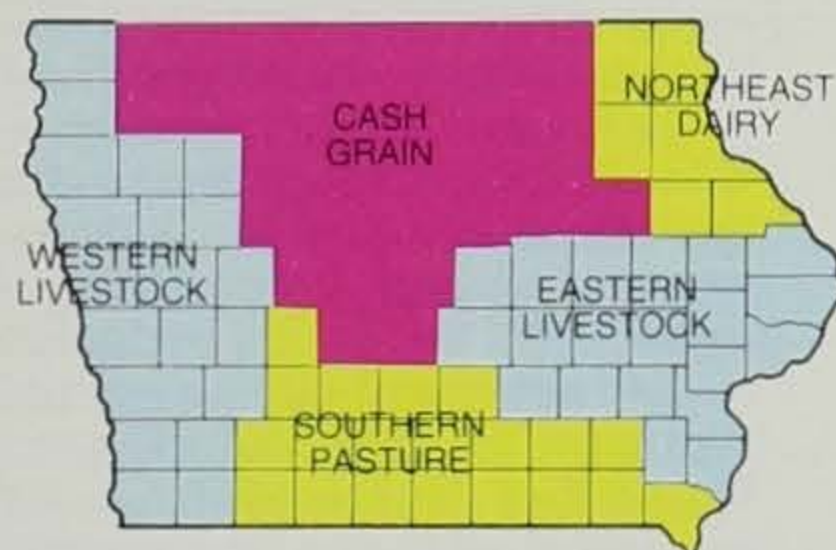 CASH
GRAIN
NORTHEAST
DAIRY
WESTERN
LIVESTOCK
EASTERN
LIVESTOCK
SOUTHERN
PASTURE